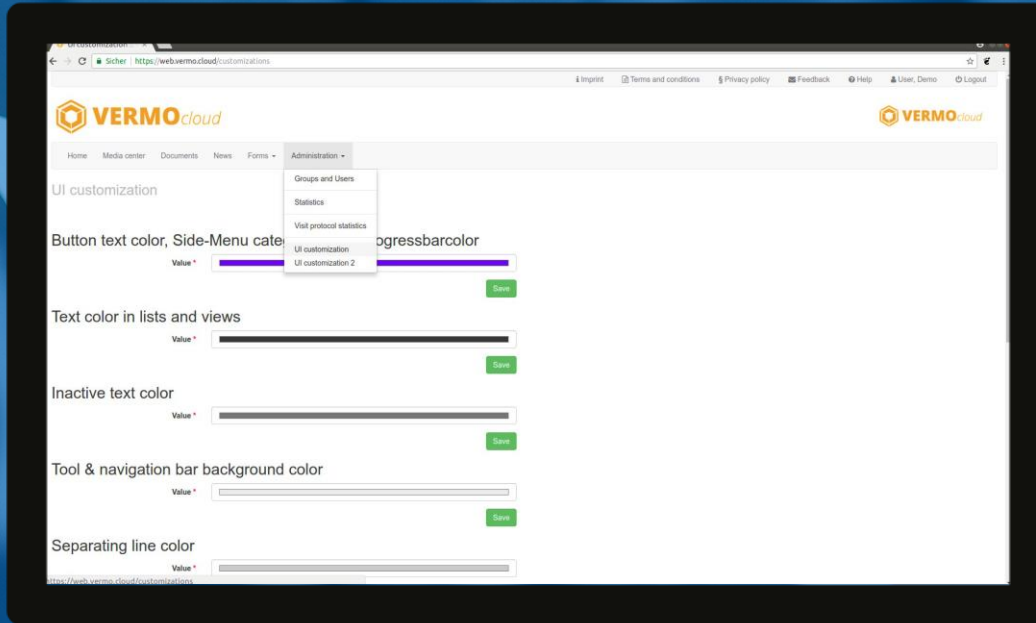 UI customization
Sicher | https://web.vermo.cloud/customizations
Imprint Terms and conditions § Privacy policy Feedback Help User, Demo Logout
VERMOcloud VERMOcloud
Home Media center Documents News Forms Administration
Groups and Users
UI customization
Statistics
Visit protocol statistics
Button text color, Side-Menu ogressbarcolor
UI customization
Value *
UI customization 2
Save
Text color in lists and views
Value *
Save
Inactive text color
Value *
Save
Tool & navigation bar background color
Value *
Save
Separating line color
Value *
https://web.vermo.cloud/customizations